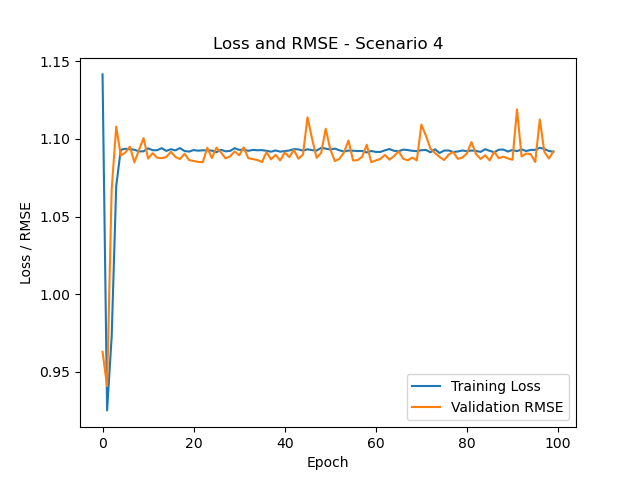 Loss and RMSE - Scenario 4
1.15
1.10
1.05
1.00
0.95
Loss / RMSE
0 20 40 60 80 100
Epoch
Training Loss
Validation RMSE